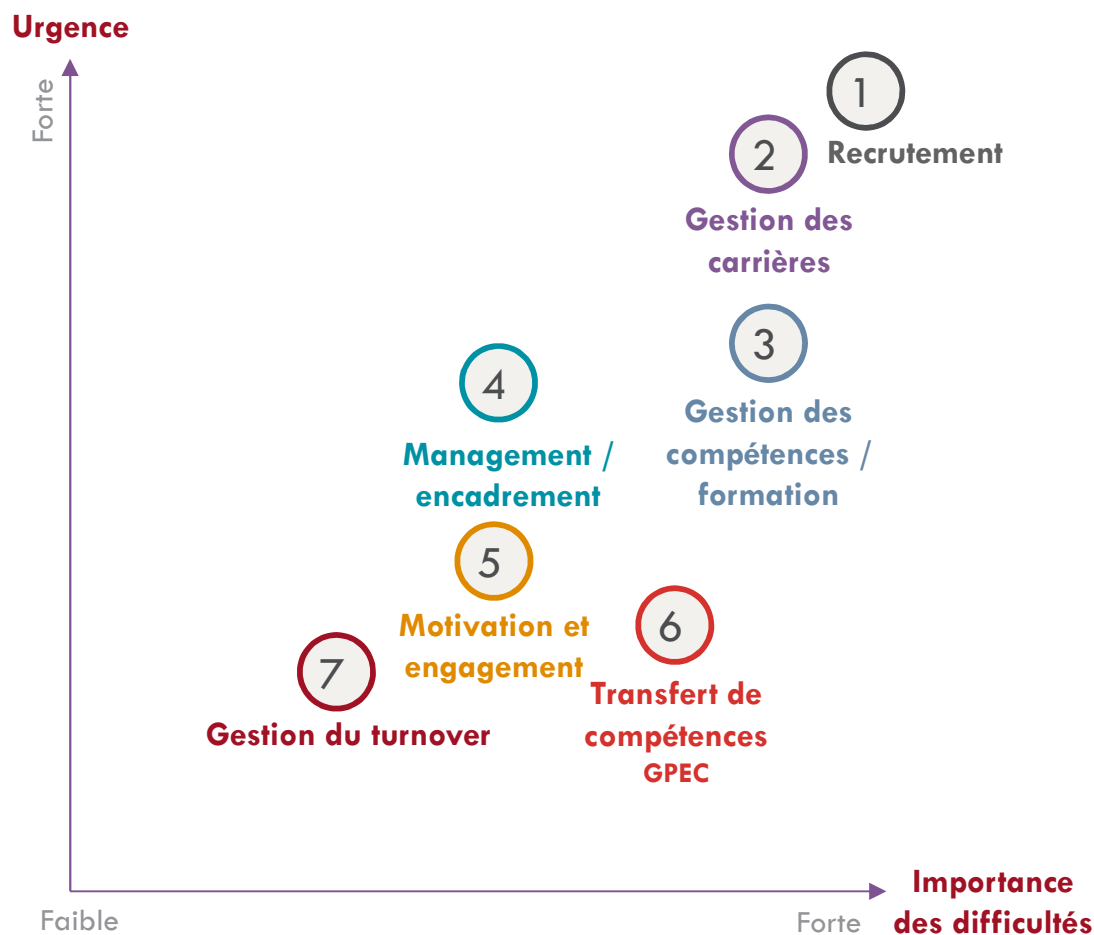 Urgence
Forte
1
Recrutement
2
Gestion des
carrières
3
Gestion des
compétences /
formation
4
Management /
encadrement
5
Motivation et
engagement
6
Transfert de
compétences
GPEC
7
Gestion du turnover
Faible
Forte
Importance
des difficultés